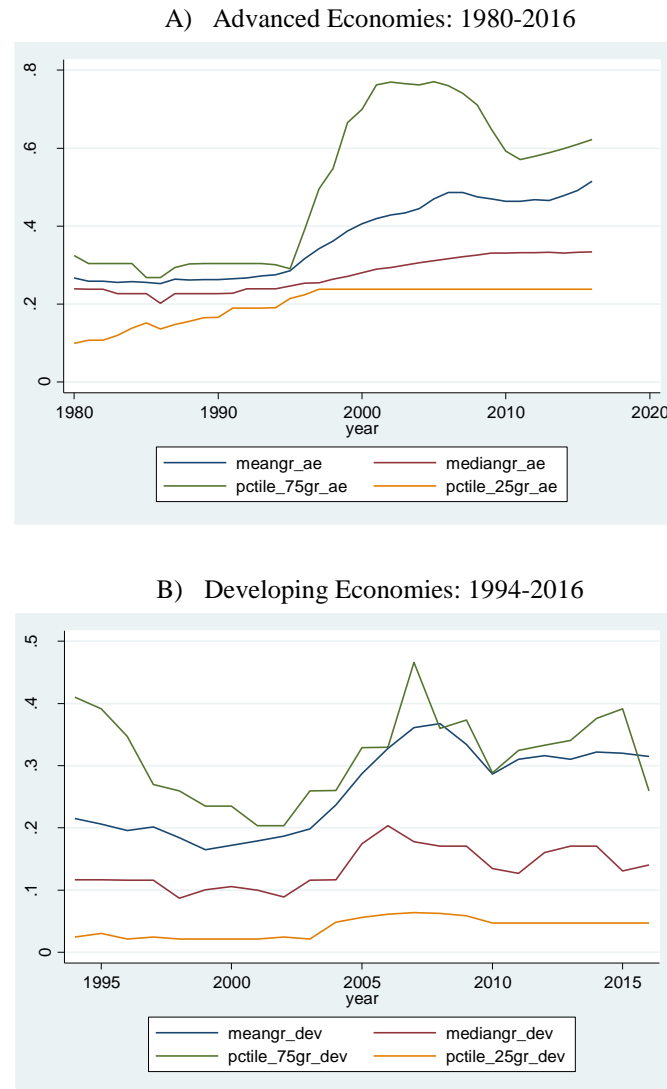 A) Advanced Economies: 1980-2016
.8
.6
.4
.2
0
1980 1990 2000 2010 2020
year
meangr_ae mediangr_ae
pctile_75gr_ae pctile_25gr_ae
B) Developing Economies: 1994-2016
.5
.4
.3
.2
.1
0
1995 2000 2005 2010 2015
year
meangr_dev mediangr_dev
pctile_75gr_dev pctile_25gr_dev